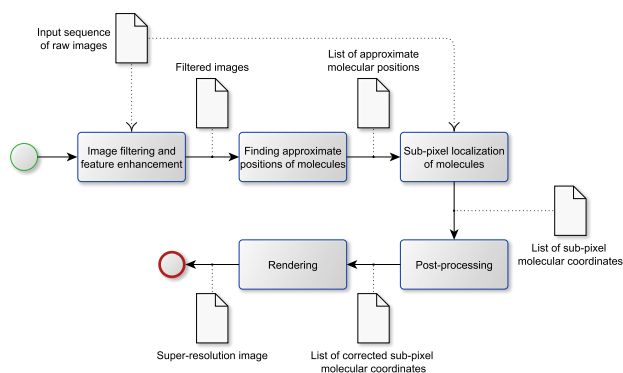 Input sequence
of raw images
Filtered images
List of approximate
molecular positions
Image filtering and
feature enhancement
Finding approximate
positions of molecules
Sub-pixel localization
of molecules
List of sub-pixel
molecular coordinates
Rendering
Post-processing
Super-resolution image
List of corrected sub-pixel
molecular coordinates